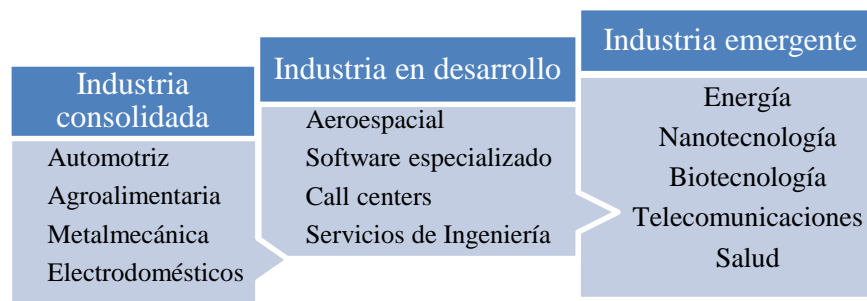 Industria
consolidada
Automotriz
Agroalimentaria
Metalmecánica
Electrodomésticos
Industria en desarrollo
Aeroespacial
Software especializado
Call centers
Servicios de Ingeniería
Industria emergente
Energía
Nanotecnología
Biotecnología
Telecomunicaciones
Salud